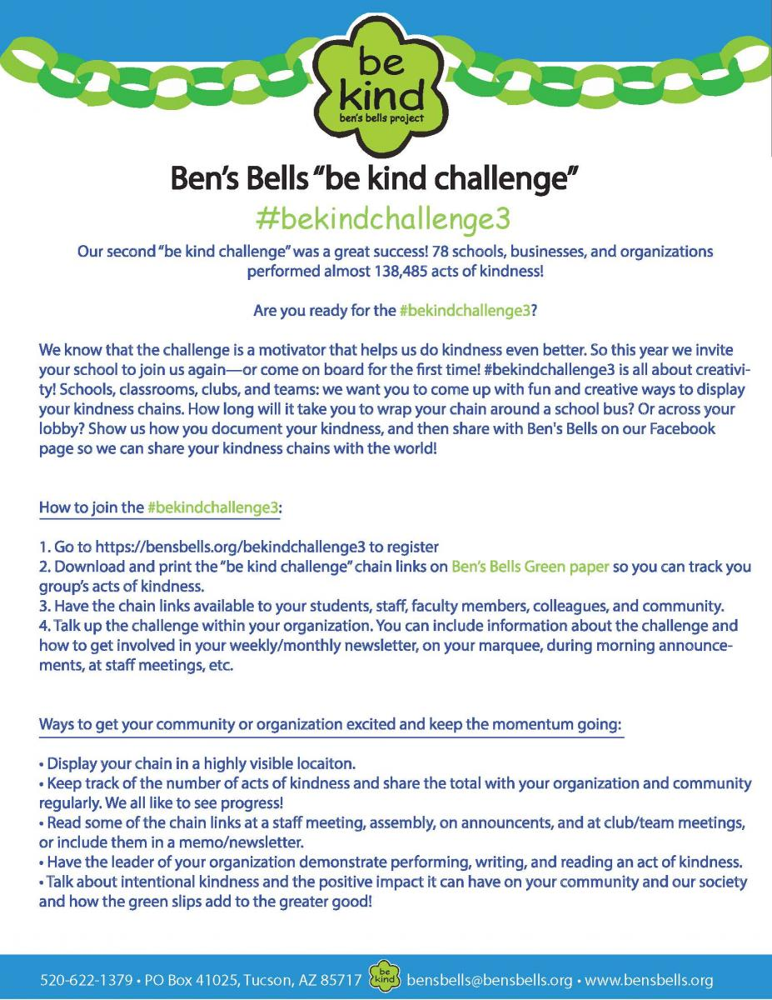 be
kind
ben's bells project
Ben's Bells "be kind challenge"
#bekindchallenge3
Our second "be kind challenge" was a great success! 78 schools, businesses, and organizations
performed almost 138,485 acts of kindness!
Are you ready for the #bekindchallenge3?
We know that the challenge is a motivator that helps us do kindness even better. So this year we invite
your school to join us again—or come on board for the first time! #bekindchallenge3 is all about creativi-
ty! Schools, classrooms, clubs, and teams: we want you to come up with fun and creative ways to display
your kindness chains. How long will it take you to wrap your chain around a school bus? Or across your
lobby? Show us how you document your kindness, and then share with Ben's Bells on our Facebook
page so we can share your kindness chains with the world!
How to join the #bekindchallenge3:
1. Go to https://bensbells.org/bekindchallenge3 to register
2. Download and print the "be kind challenge" chain links on Ben's Bells Green paper so you can track you
group's acts of kindness.
3. Have the chain links available to your students, staff, faculty members, colleagues, and community.
4. Talk up the challenge within your organization. You can include information about the challenge and
how to get involved in your weekly/monthly newsletter, on your marquee, during morning announce-
ments, at staff meetings, etc.
Ways to get your community or organization excited and keep the momentum going:
• Display your chain in a highly visible locaiton.
• Keep track of the number of acts of kindness and share the total with your organization and community
regularly. We all like to see progress!
• Read some of the chain links at a staff meeting, assembly, on announcents, and at club/team meetings,
or include them in a memo/newsletter.
• Have the leader of your organization demonstrate performing, writing, and reading an act of kindness.
• Talk about intentional kindness and the positive impact it can have on your community and our society
and how the green slips add to the greater good!
520-622-1379 • PO Box 41025, Tucson, AZ 85717 be kind bensbells@bensbells.org • www.bensbells.org